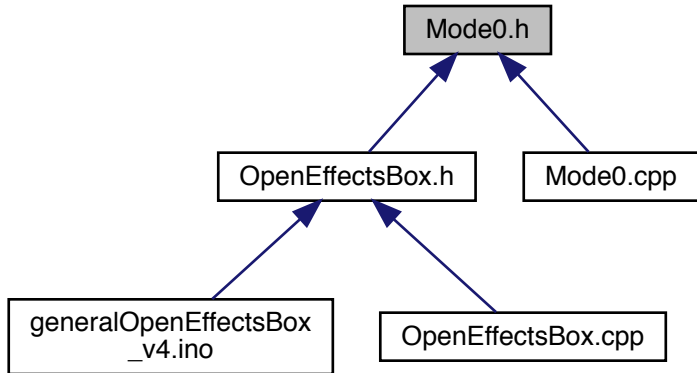 Mode0.h
OpenEffectsBox.h
Mode0.cpp
generalOpenEffectsBox
_v4.ino
OpenEffectsBox.cpp